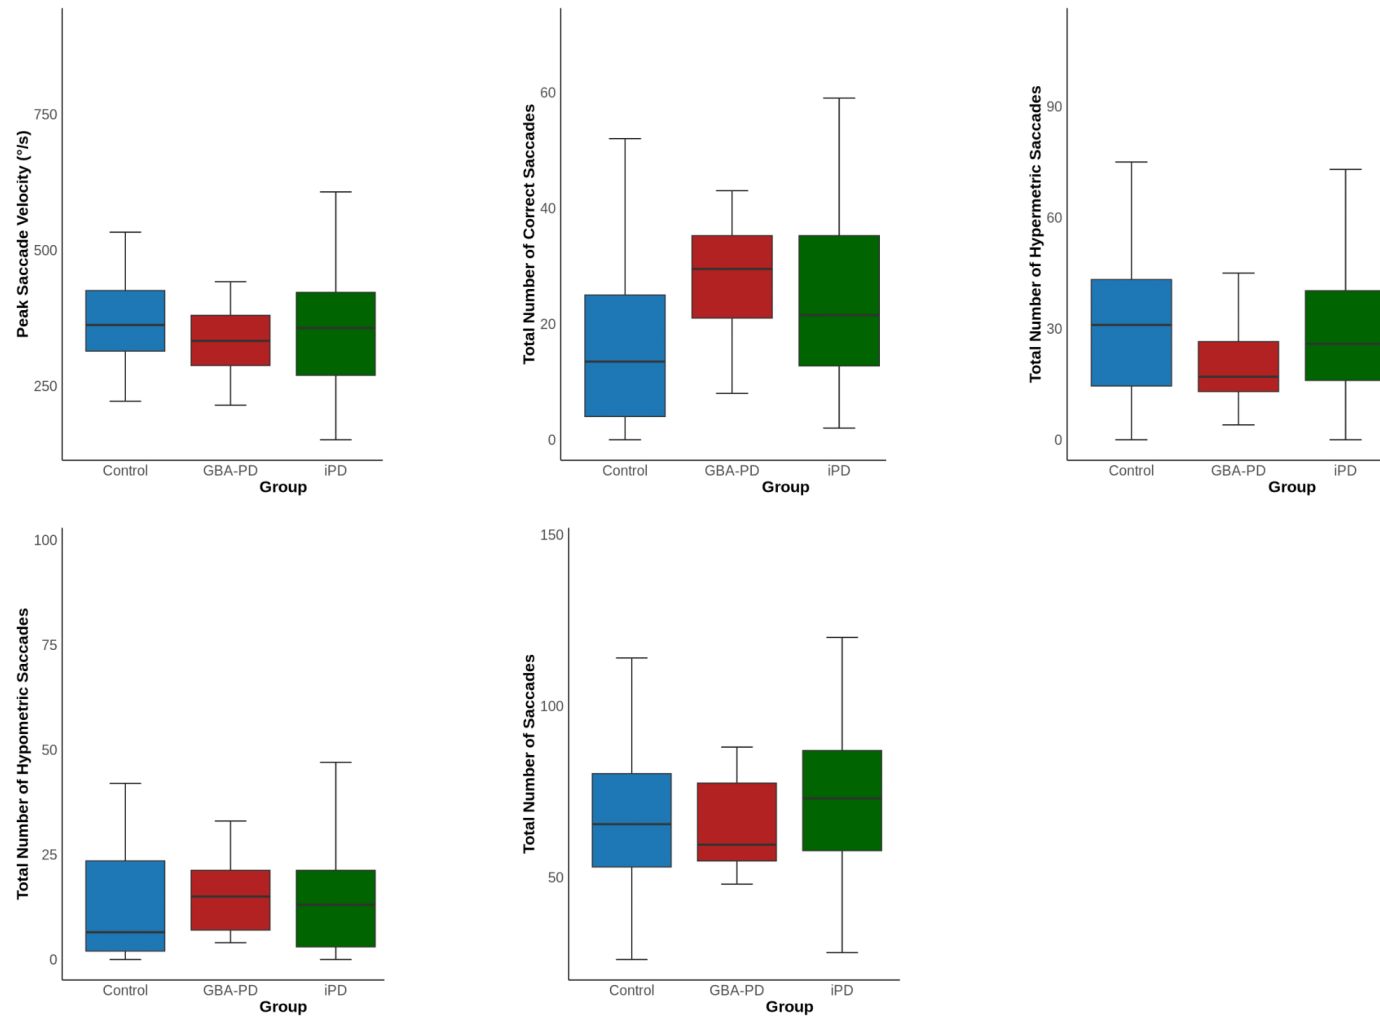 Peak Saccade Velocity (°/s)
750
500
250
Control GBA-PD iPD
Group
Total Number of Correct Saccades
60
40
20
0
Control GBA-PD iPD
Group
Total Number of Hypermetric Saccades
90
60
30
0
Control GBA-PD iPD
Group
Total Number of Hypometric Saccades
100
75
50
25
0
Control GBA-PD iPD
Group
Total Number of Saccades
150
100
50
Control GBA-PD iPD
Group